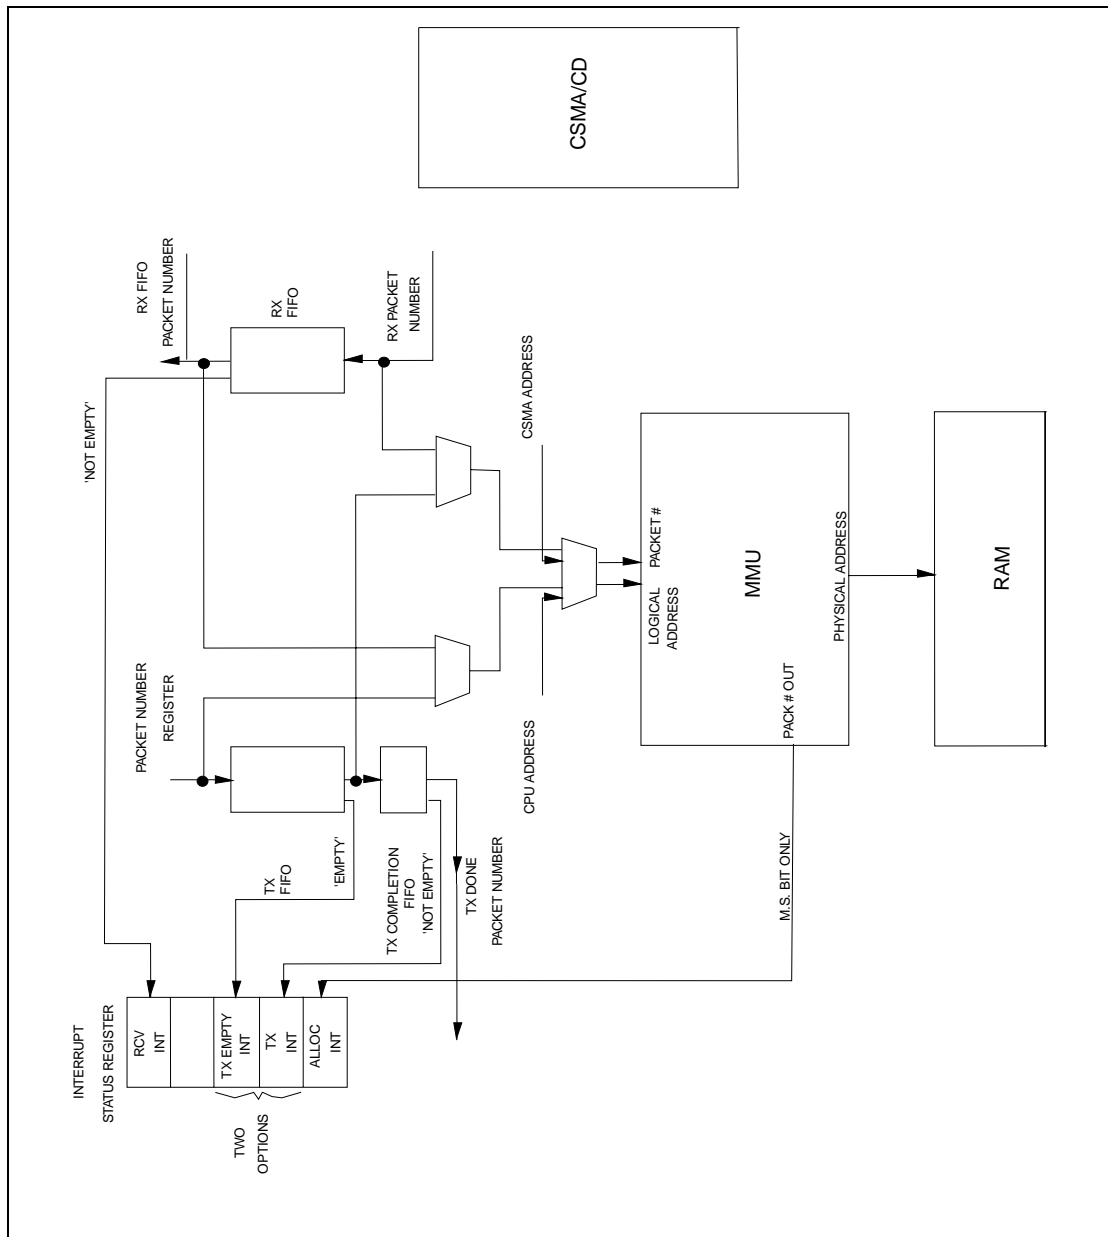 INTERRUPT
STATUS REGISTER
RCV
INT
TX EMPTY
INT
TX
INT
ALLOC
INT
TWO
OPTIONS
'NOT EMPTY'
TX
FIFO
'EMPTY'
TX COMPLETION
FIFO
'NOT EMPTY'
TX DONE
PACKET NUMBER
M.S. BIT ONLY
PACKET NUMBER
REGISTER
CPU ADDRESS
PACK # OUT
RX FIFO
PACKET NUMBER
RX
FIFO
RX PACKET
NUMBER
CSMA ADDRESS
PACKET #
LOGICAL
ADDRESS
MMU
PHYSICAL ADDRESS
RAM
CSMA/CD